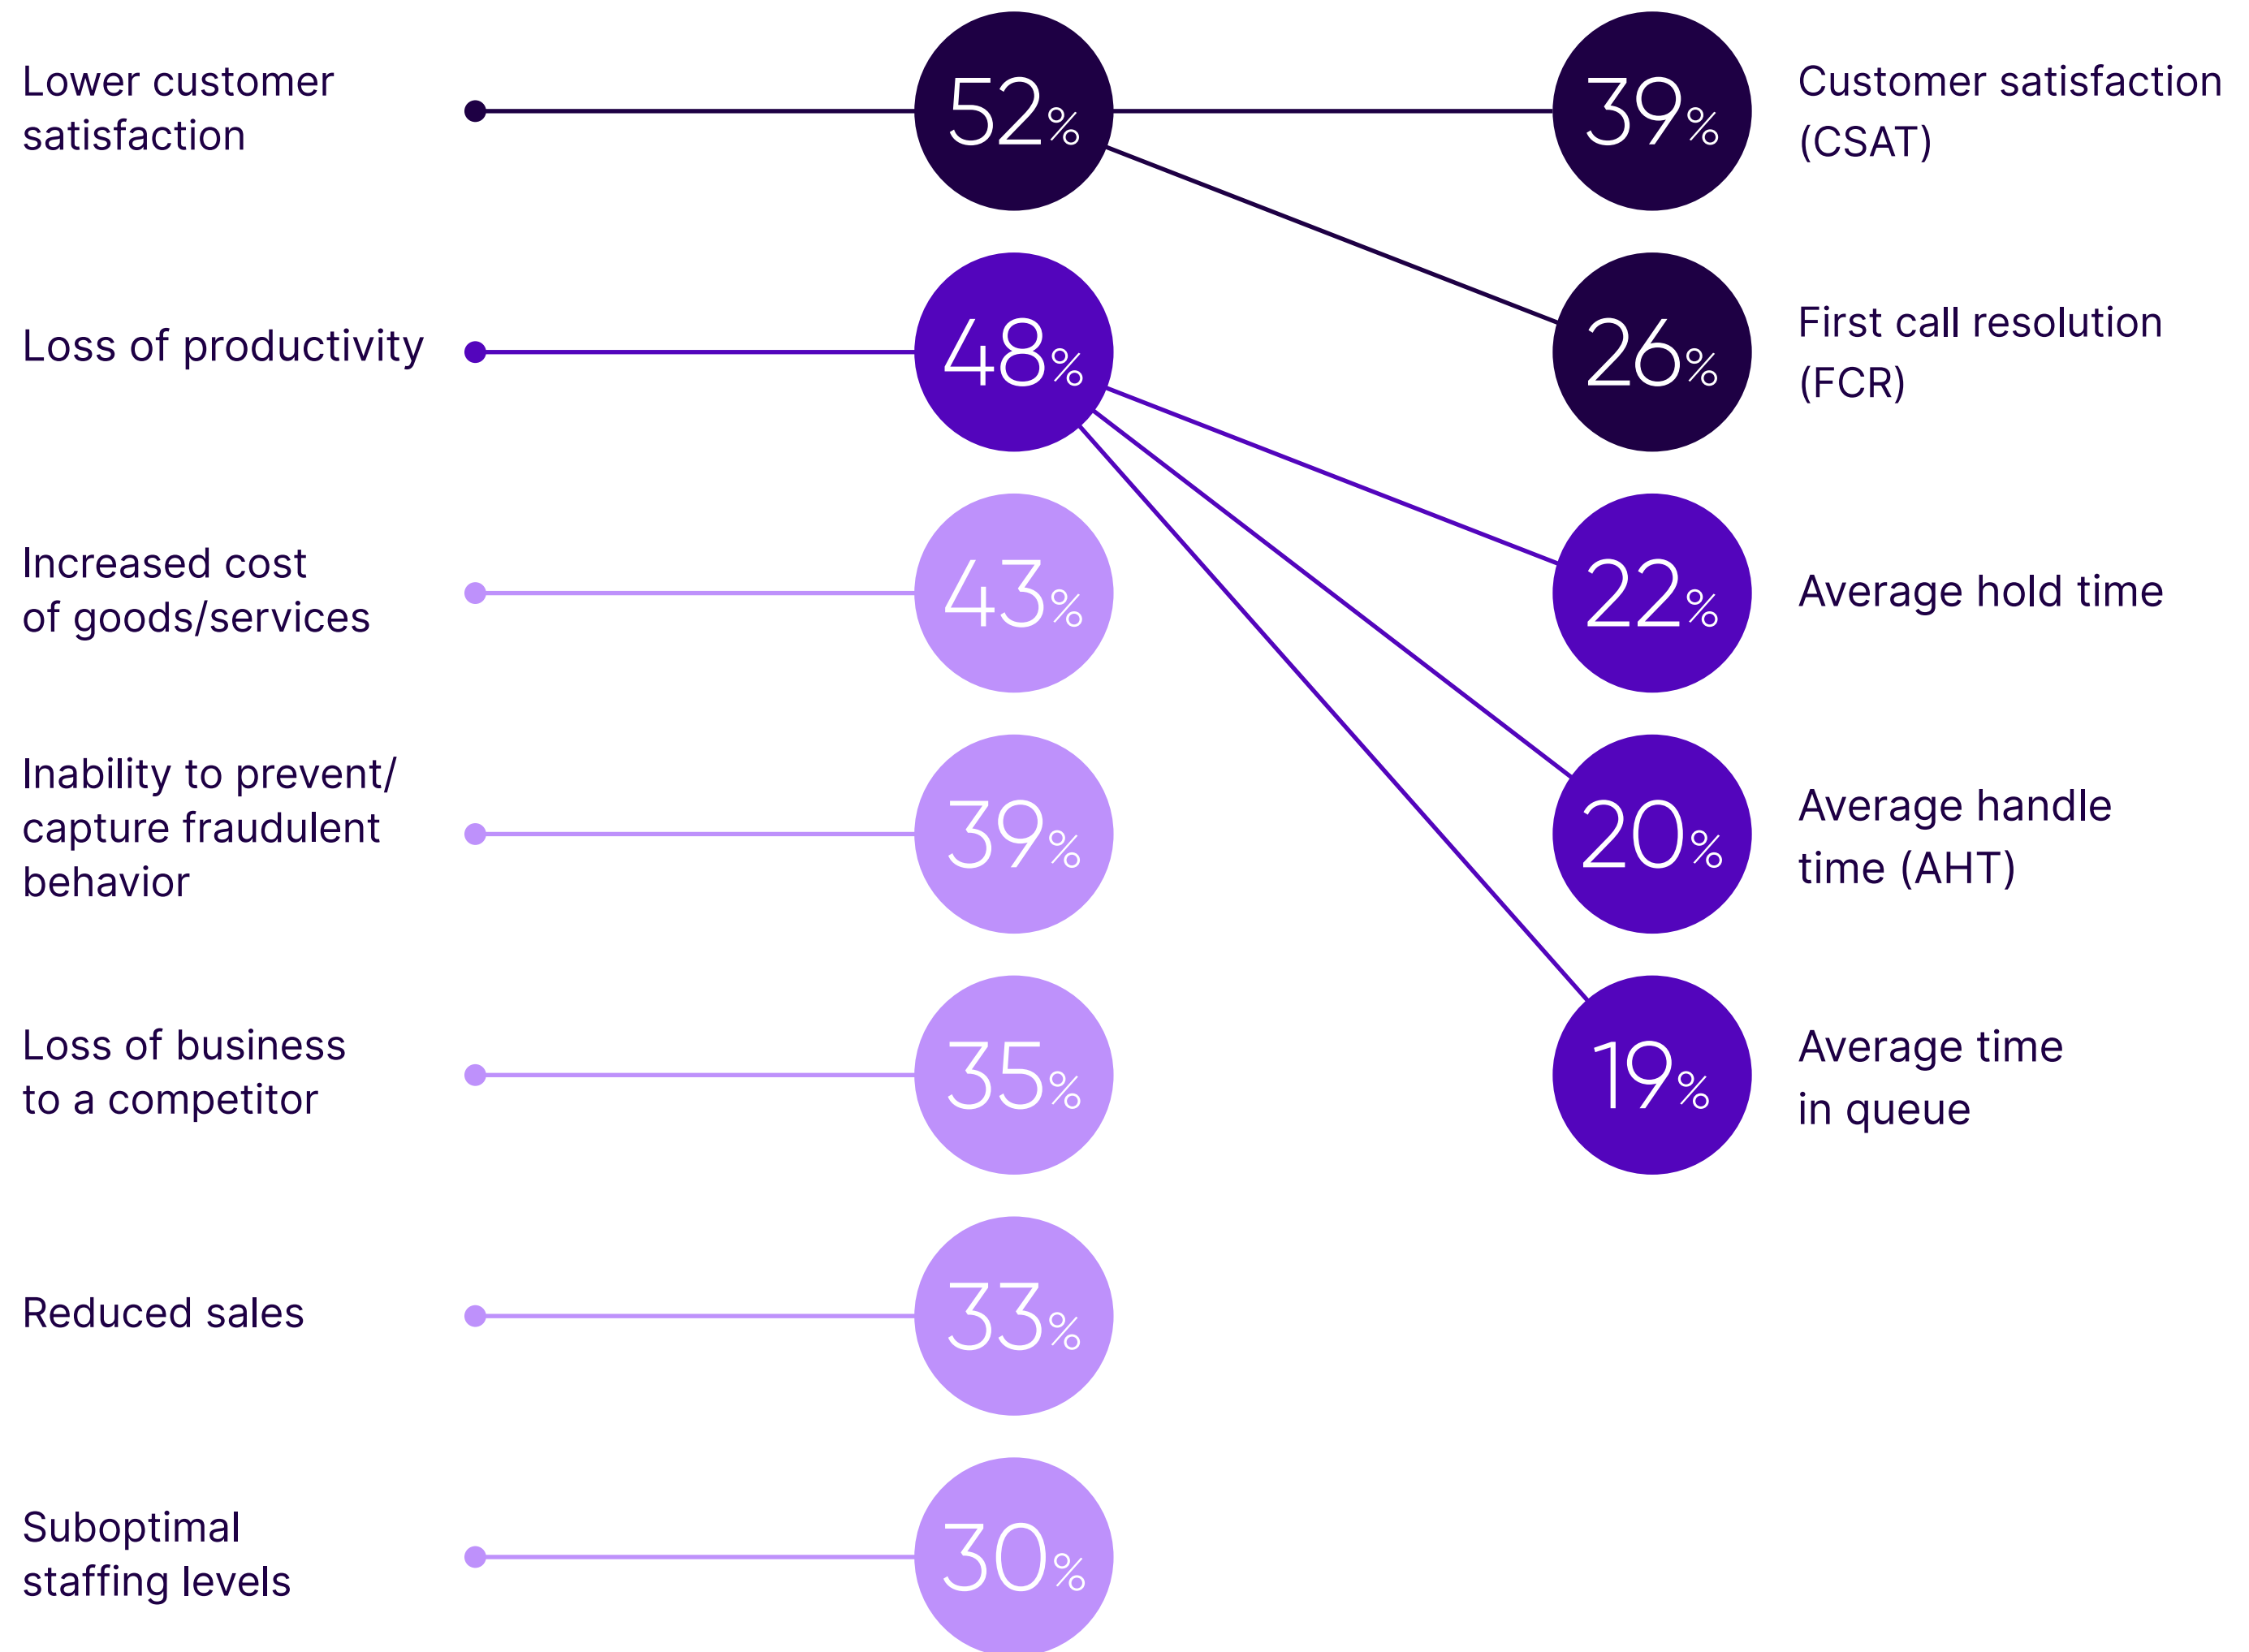 Lower customer
satisfaction
52%
39%
Customer satisfaction
(CSAT)
Loss of productivity
48%
26%
First call resolution
(FCR)
Increased cost
of goods/services
43%
22%
Average hold time
Inability to prevent/
capture fraudulent
behavior
39%
20%
Average handle
time (AHT)
Loss of business
to a competitor
35%
19%
Average time
in queue
Reduced sales
33%
Suboptimal
staffing levels
30%